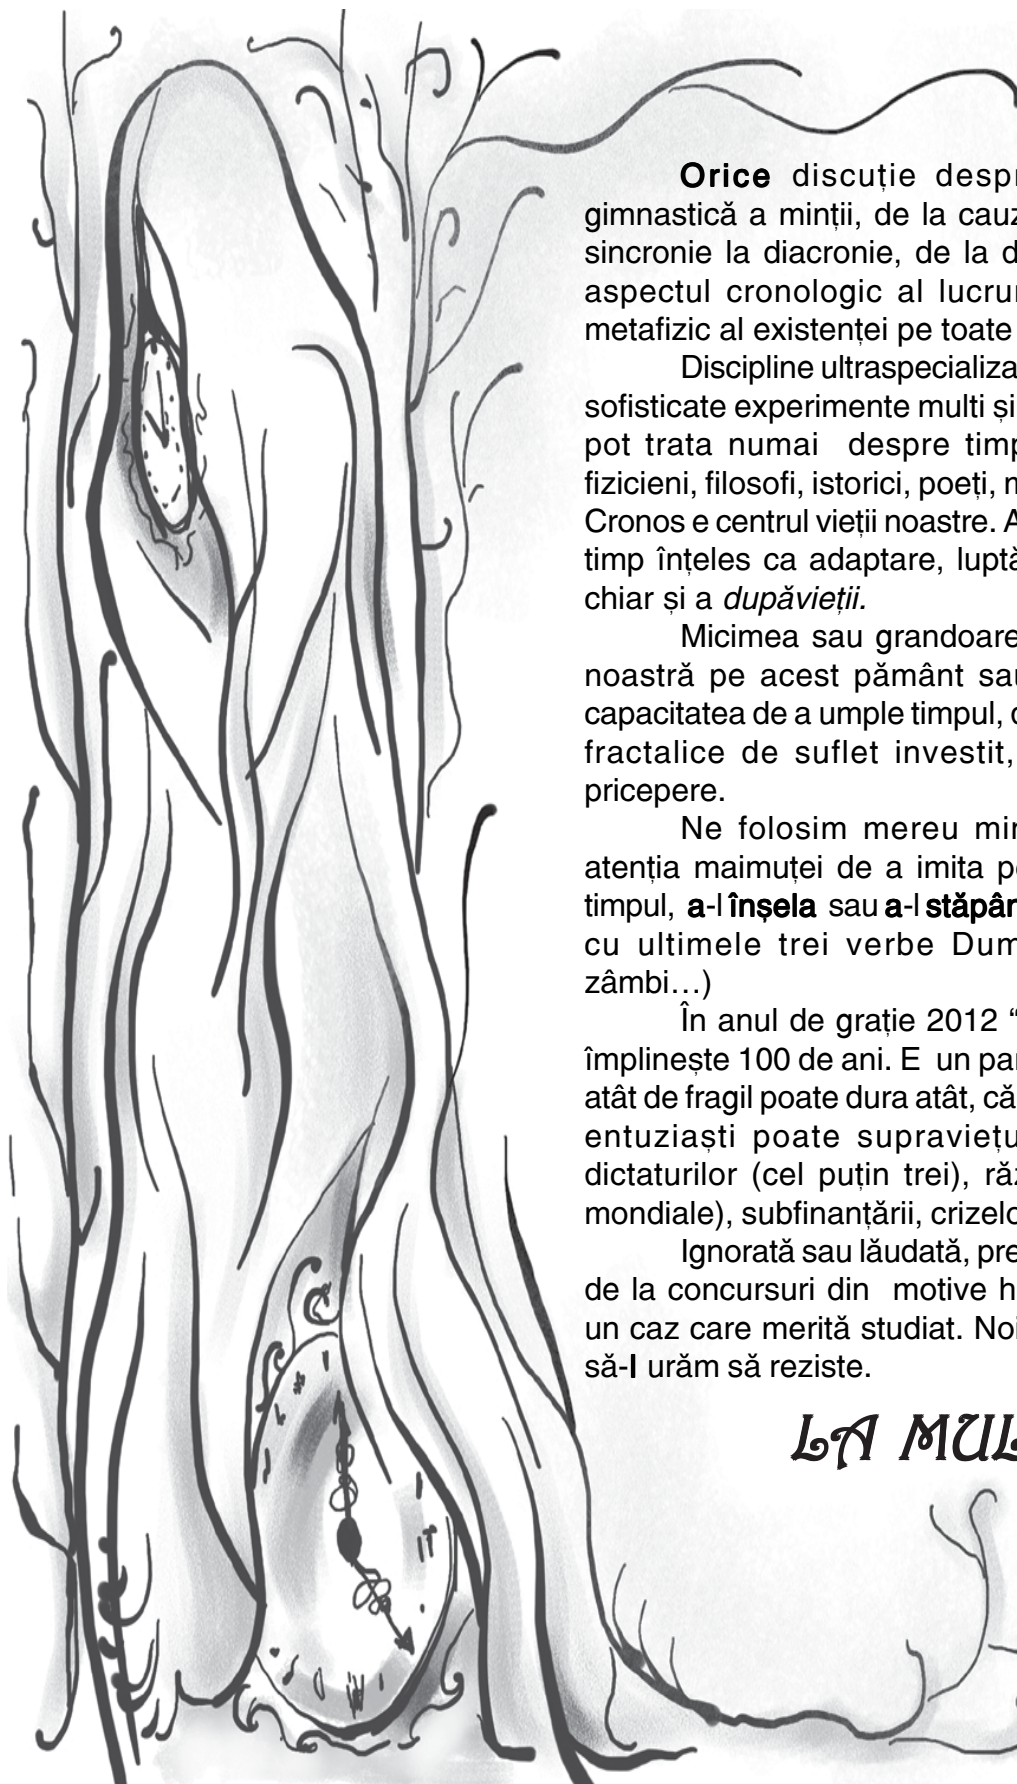 Orice discuție despr
gimnastică a minții, de la cauz
sincronie la diacronie, de la d
aspectul cronologic al lucrur
metafizic al existenței pe toate
Discipline ultraspecializa
sofisticate experimente multi și
pot trata numai despre timp
fizicieni, filosofi, istorici, poeți, m
Cronos e centrul vieții noastre. A
timp înțeles ca adaptare, luptă
chiar și a dupăvieții.
Micimea sau grandoare
noastră pe acest pământ sau
capacitatea de a umple timpul, c
fractalice de suflet investit,
pricepere.
Ne folosim mereu min
atenția maimuței de a imita pe
timpul, a-l înșela sau a-l stăpân
cu ultimele trei verbe Dum
zâmbi…)
În anul de grație 2012 “
împlinește 100 de ani. E un par
atât de fragil poate dura atât, că
entuziaști poate supraviețu
dictaturilor (cel puțin trei), răz
mondiale), subfinanțării, crizelo
Ignorată sau lăudată, pre
de la concursuri din motive h
un caz care merită studiat. Noi
să-I urăm să reziste.
LA MUL